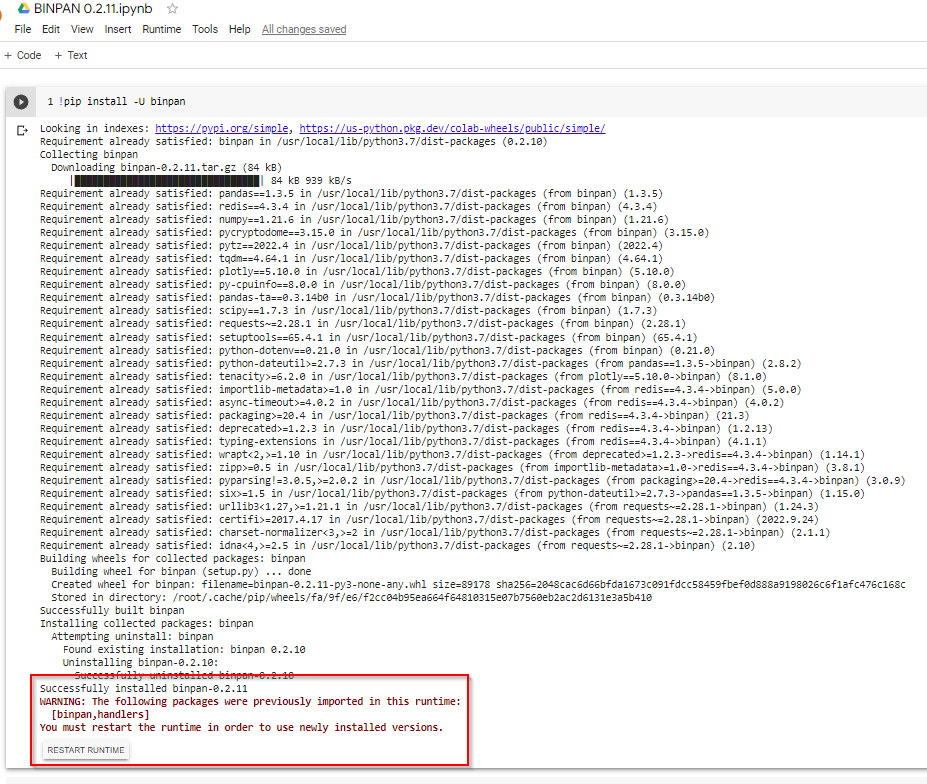 BINPAN 0.2.11.ipynb
File Edit View Insert Runtime Tools Help All changes saved
+ Code + Text
1 !pip install -U binpan
Looking in indexes: https://pypi.org/simple, https://us-python.pkg.dev/colab-wheels/public/simple/
Requirement already satisfied: binpan in /usr/local/lib/python3.7/dist-packages (0.2.10)
Collecting binpan
Downloading binpan-0.2.11.tar.gz (84 kB)
84 kB 939 kB/s
Requirement already satisfied: pandas==1.3.5 in /usr/local/lib/python3.7/dist-packages (from binpan) (1.3.5)
Requirement already satisfied: redis==4.3.4 in /usr/local/lib/python3.7/dist-packages (from binpan) (4.3.4)
Requirement already satisfied: numpy==1.21.6 in /usr/local/lib/python3.7/dist-packages (from binpan) (1.21.6)
Requirement already satisfied: pycryptodome==3.15.0 in /usr/local/lib/python3.7/dist-packages (from binpan) (3.15.0)
Requirement already satisfied: pytz==2022.4 in /usr/local/lib/python3.7/dist-packages (from binpan) (2022.4)
Requirement already satisfied: tqdm==4.64.1 in /usr/local/lib/python3.7/dist-packages (from binpan) (4.64.1)
Requirement already satisfied: plotly==5.10.0 in /usr/local/lib/python3.7/dist-packages (from binpan) (5.10.0)
Requirement already satisfied: py-cpuinfo==8.0.0 in /usr/local/lib/python3.7/dist-packages (from binpan) (8.0.0)
Requirement already satisfied: pandas-ta==0.3.14b0 in /usr/local/lib/python3.7/dist-packages (from binpan) (0.3.14b0)
Requirement already satisfied: scipy==1.7.3 in /usr/local/lib/python3.7/dist-packages (from binpan) (1.7.3)
Requirement already satisfied: requests~=2.28.1 in /usr/local/lib/python3.7/dist-packages (from binpan) (2.28.1)
Requirement already satisfied: setuptools==65.4.1 in /usr/local/lib/python3.7/dist-packages (from binpan) (65.4.1)
Requirement already satisfied: python-dotenv==0.21.0 in /usr/local/lib/python3.7/dist-packages (from binpan) (0.21.0)
Requirement already satisfied: python-dateutil>=2.7.3 in /usr/local/lib/python3.7/dist-packages (from pandas==1.3.5->binpan) (2.8.2)
Requirement already satisfied: tenacity>=6.2.0 in /usr/local/lib/python3.7/dist-packages (from plotly==5.10.0->binpan) (8.1.0)
Requirement already satisfied: importlib-metadata>=1.0 in /usr/local/lib/python3.7/dist-packages (from redis==4.3.4->binpan) (5.0.0)
Requirement already satisfied: async-timeout>=4.0.2 in /usr/local/lib/python3.7/dist-packages (from redis==4.3.4->binpan) (4.0.2)
Requirement already satisfied: packaging>=20.4 in /usr/local/lib/python3.7/dist-packages (from redis==4.3.4->binpan) (21.3)
Requirement already satisfied: deprecated>=1.2.3 in /usr/local/lib/python3.7/dist-packages (from redis==4.3.4->binpan) (1.2.13)
Requirement already satisfied: typing-extensions in /usr/local/lib/python3.7/dist-packages (from redis==4.3.4->binpan) (4.1.1)
Requirement already satisfied: wrapt<2,>=1.10 in /usr/local/lib/python3.7/dist-packages (from deprecated>=1.2.3->redis==4.3.4->binpan) (1.14.1)
Requirement already satisfied: zipp>=0.5 in /usr/local/lib/python3.7/dist-packages (from importlib-metadata>=1.0->redis==4.3.4->binpan) (3.8.1)
Requirement already satisfied: pyparsing!=3.0.5,>=2.0.2 in /usr/local/lib/python3.7/dist-packages (from packaging>=20.4->redis==4.3.4->binpan) (3.0.9)
Requirement already satisfied: six>=1.5 in /usr/local/lib/python3.7/dist-packages (from python-dateutil>=2.7.3->pandas==1.3.5->binpan) (1.15.0)
Requirement already satisfied: urllib3<1.27,>=1.21.1 in /usr/local/lib/python3.7/dist-packages (from requests~=2.28.1->binpan) (1.24.3)
Requirement already satisfied: certifi>=2017.4.17 in /usr/local/lib/python3.7/dist-packages (from requests~=2.28.1->binpan) (2022.9.24)
Requirement already satisfied: charset-normalizer<3,>=2 in /usr/local/lib/python3.7/dist-packages (from requests~=2.28.1->binpan) (2.1.1)
Requirement already satisfied: idna<4,>=2.5 in /usr/local/lib/python3.7/dist-packages (from requests~=2.28.1->binpan) (2.10)
Building wheels for collected packages: binpan
Building wheel for binpan (setup.py) ... done
Created wheel for binpan: filename=binpan-0.2.11-py3-none-any.whl size=89178 sha256=2048cac6d66bfda1673c091fdcc58459fbef0d888a9198026c6f1afc476c168c
Stored in directory: /root/.cache/pip/wheels/fa/9f/e6/f2cc04b95ea664f64810315e07b7560eb2ac2d6131e3a5b410
Successfully built binpan
Installing collected packages: binpan
Attempting uninstall: binpan
Found existing installation: binpan 0.2.10
Uninstalling binpan-0.2.10:
Successfully uninstalled binpan-0.2.10
Successfully installed binpan-0.2.11
WARNING: The following packages were previously imported in this runtime:
[binpan,handlers]
You must restart the runtime in order to use newly installed versions.
RESTART RUNTIME